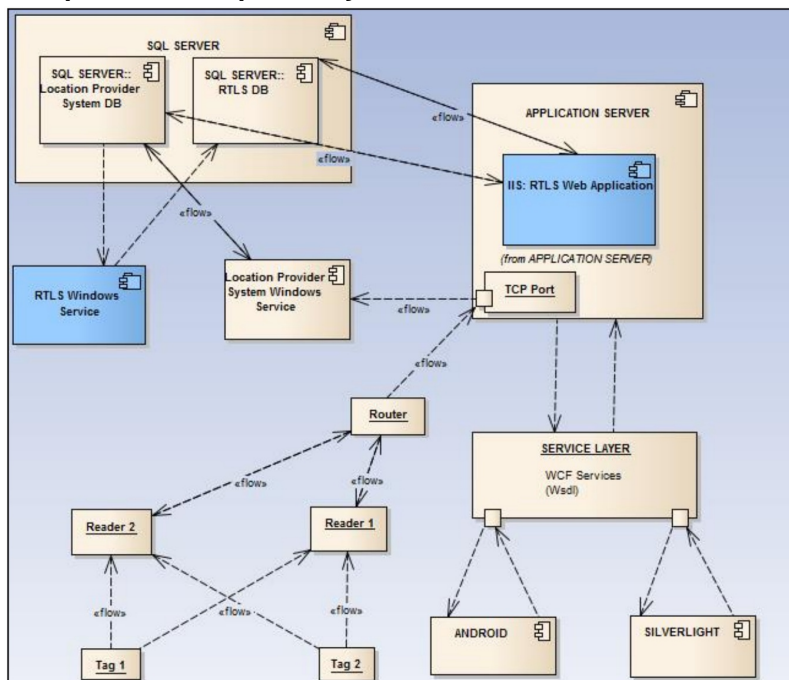 SQL SERVER
SQL SERVER::
Location Provider
System DB
SQL SERVER::
RTLS DB
«flow»
APPLICATION SERVER
«flow»
IIS: RTLS Web Application
(from APPLICATION SERVER)
«flow»
RTLS Windows
Service
Location Provider
System Windows
Service
TCP Port
«flow»
«flow»
Router
SERVICE LAYER
WCF Services
(Wsdl)
«flow»
«flow»
Reader 2
Reader 1
«flow»
«flow»
«flow»
ANDROID
SILVERLIGHT
Tag 1
Tag 2